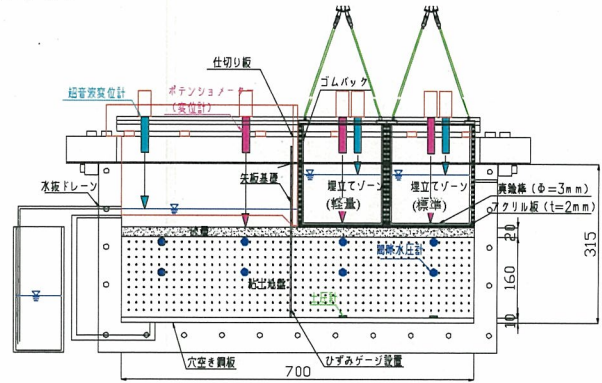 仕切り板
ゴムバック
超音波変位計
ポテンショメータ
(変位計)
水抜ドレーン
矢板基礎
埋立てゾーン
(軽量)
埋立てゾーン
(標準)
真鍮棒(Φ=3mm)
アクリル板(t=2mm)
20
315
間隙水圧計
160
粘土地盤
土圧計
10
穴空き鋼板
ひずみゲージ設置
700